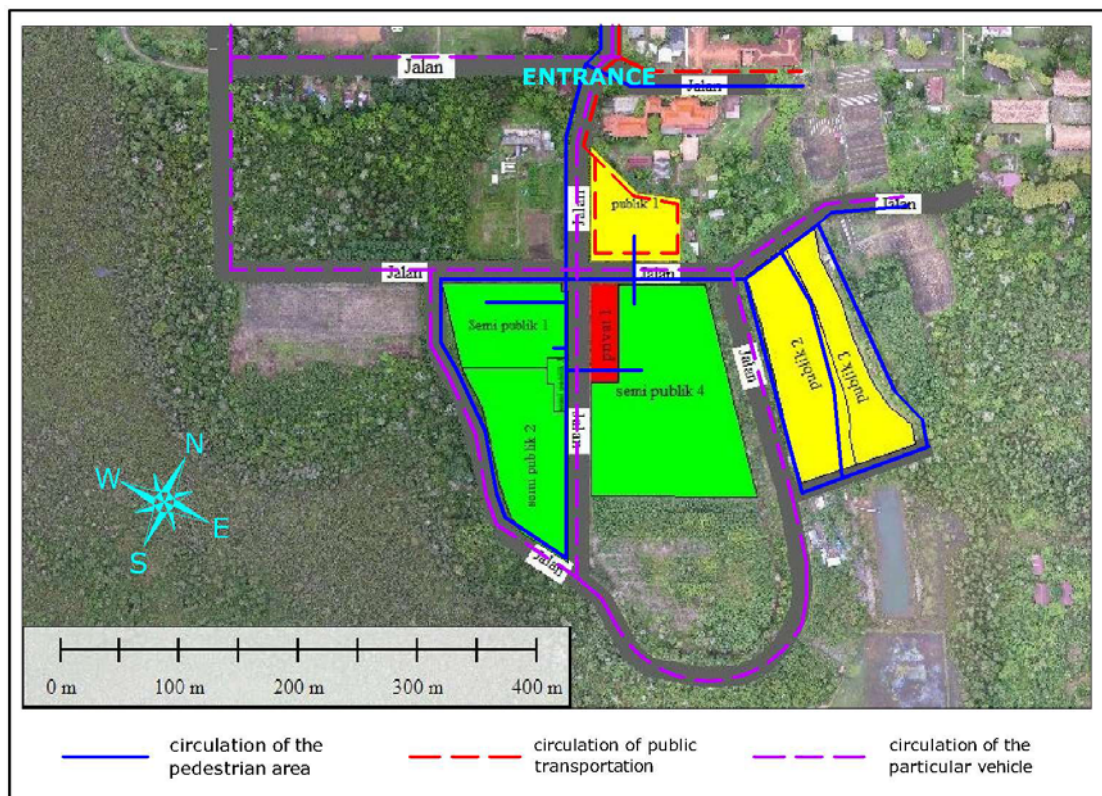 Jalan
ENTRANCE
Jalan
publik 1
Jalan
Jalan
Jalan
Jalan
Semi publik 1
privat 1
publik 2
publik 3
Jalan
semi publik 4
Jalan
semi publik 2
Jalan
N
W
E
S
0 m
100 m
200 m
300 m
400 m
circulation of the
pedestrian area
circulation of public
transportation
circulation of the
particular vehicle